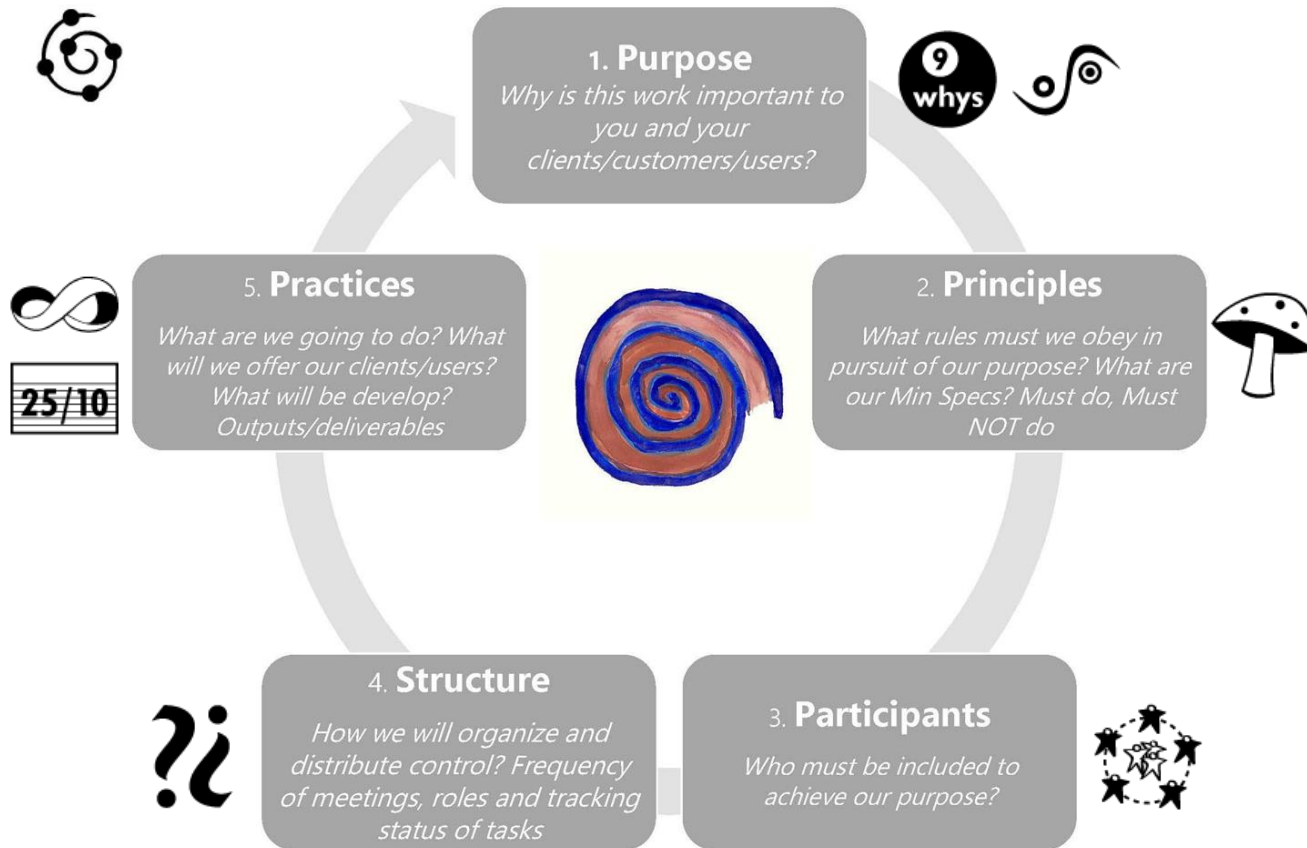 1. Purpose
Why is this work important to
you and your
clients/customers/users?
9
whys
2. Principles
What rules must we obey in
pursuit of our purpose? What are
our Min Specs? Must do, Must
NOT do
3. Participants
Who must be included to
achieve our purpose?
4. Structure
How we will organize and
distribute control? Frequency
of meetings, roles and tracking
status of tasks
?¿
5. Practices
What are we going to do? What
will we offer our clients/users?
What will be develop?
Outputs/deliverables
25/10